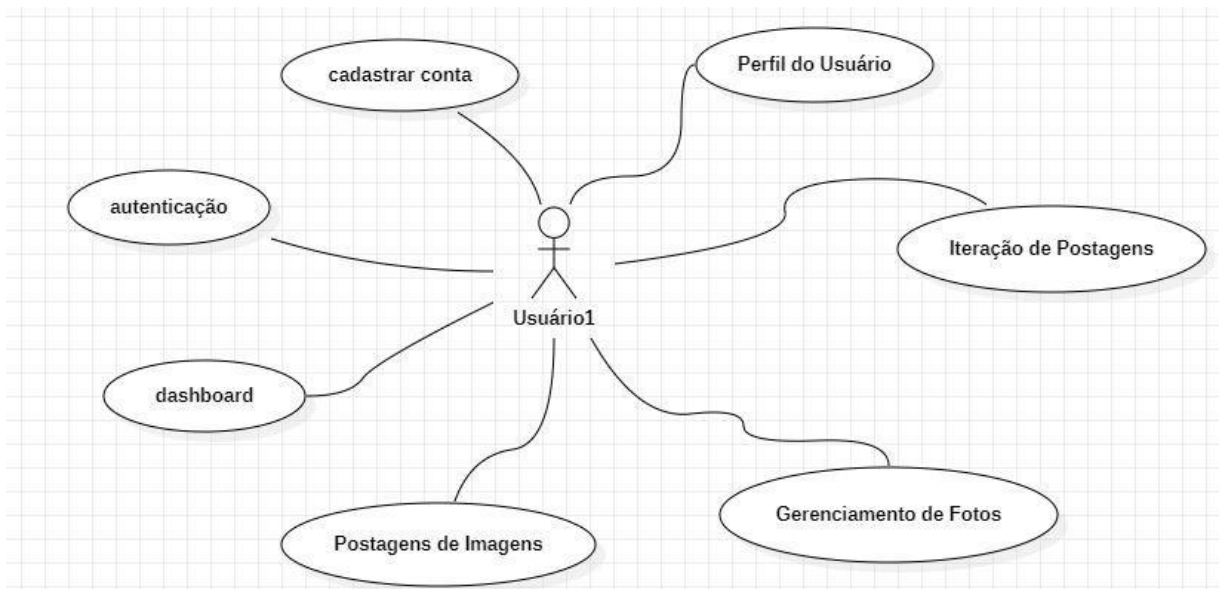 Perfil do Usuário
cadastrar conta
autenticação
Iteração de Postagens
Usuário1
dashboard
Gerenciamento de Fotos
Postagens de Imagens